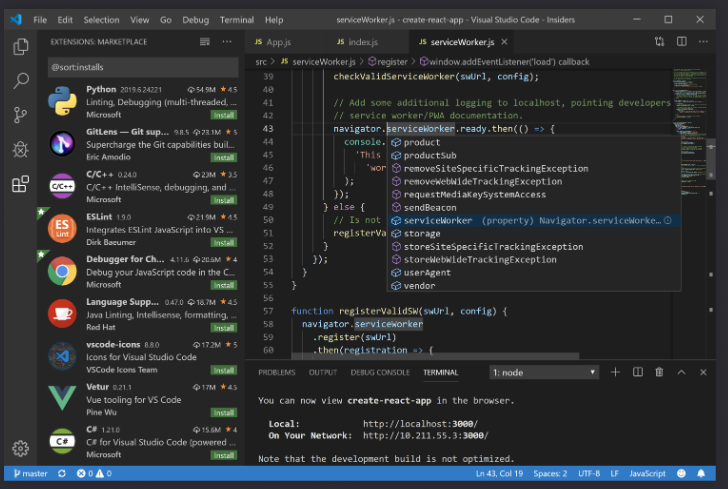 File Edit Selection View Go Debug Terminal Help
serviceWorker.js - create-react-app - Visual Studio Code - Insiders
EXTENSIONS: MARKETPLACE
@sort:installs
Python 2019.6.24221 54.9M 4.5
Linting, Debugging (multi-threaded, ...
Microsoft Install
GitLens — Git sup... 9.8.5 23.1M 5
Supercharge the Git capabilities buil...
Eric Amodio Install
C/C++ 0.24.0 23M 3.5
C/C++ IntelliSense, debugging, and ...
Microsoft Install
ESLint 1.9.0 21.9M 4.5
Integrates ESLint JavaScript into VS ...
Dirk Baeumer Install
Debugger for Ch... 4.11.6 20.6M 4
Debug your JavaScript code in the C...
Microsoft Install
Language Supp... 0.47.0 18.7M 4.5
Java Linting, Intellisense, formatting, ...
Red Hat Install
vscode-icons 8.8.0 17.2M 5
Icons for Visual Studio Code
VSCode Icons Team Install
Vetur 0.21.1 17M 4.5
Vue tooling for VS Code
Pine Wu Install
C# 1.21.0 15.6M 4
C# for Visual Studio Code (powered ...
Microsoft Install
C/C++
ES
LINT
C#
JS App.js JS index.js JS serviceWorker.js
src > JS serviceWorker.js > register > window.addEventListener('load') callback
39 checkValidServiceWorker(swUrl, config);
40
41 // Add some additional logging to localhost, pointing developers
42 // service worker/PWA documentation.
43 navigator.serviceWorker.ready.then(() => {
44 console.
45 'This
46 'wor
47 );
48 });
49 } else {
50 // Is not
51 registerVa
52 }
53 });
54 }
55 }
56
57 function registerValidSW(swUrl, config) {
58 navigator.serviceWorker
59 .register(swUrl)
60 .then(registration => {
product
productSub
removeSiteSpecificTrackingException
removeWebWideTrackingException
requestMediaKeySystemAccess
sendBeacon
serviceWorker (property) Navigator.serviceWorke...
storage
storeSiteSpecificTrackingException
storeWebWideTrackingException
userAgent
vendor
PROBLEMS OUTPUT DEBUG CONSOLE TERMINAL 1: node
You can now view create-react-app in the browser.
Local: http://localhost:3000/
On Your Network: http://10.211.55.3:3000/
Note that the development build is not optimized.
master 0 0 Ln 43, Col 19 Spaces: 2 UTF-8 LF JavaScript